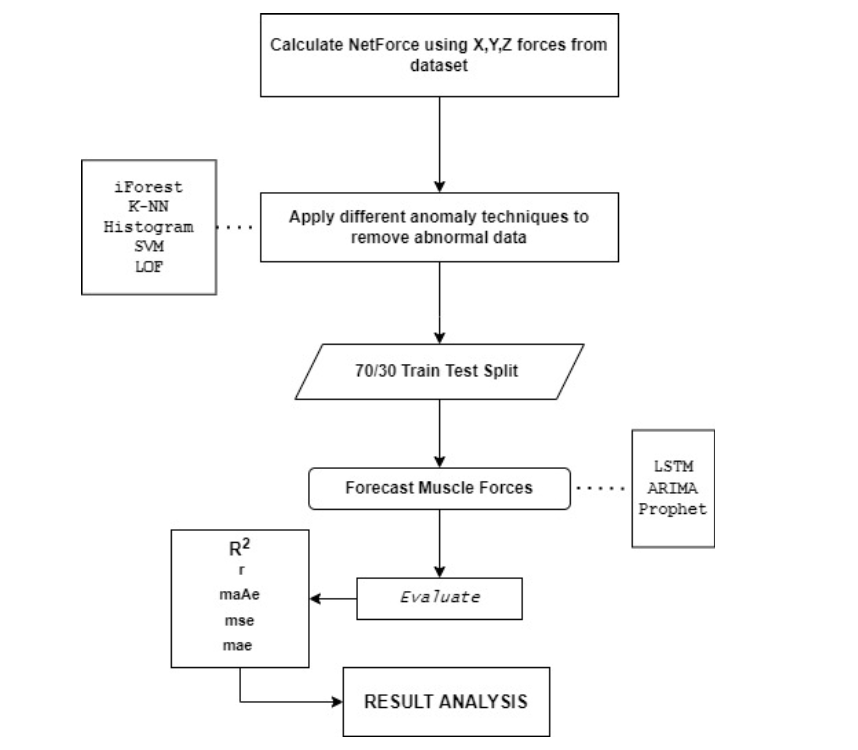 Calculate NetForce using X,Y,Z forces from
dataset
iForest
K-NN
Histogram
SVM
LOF
Apply different anomaly techniques to
remove abnormal data
70/30 Train Test Split
Forecast Muscle Forces
LSTM
ARIMA
Prophet
R²
r
maAe
mse
mae
Evaluate
RESULT ANALYSIS